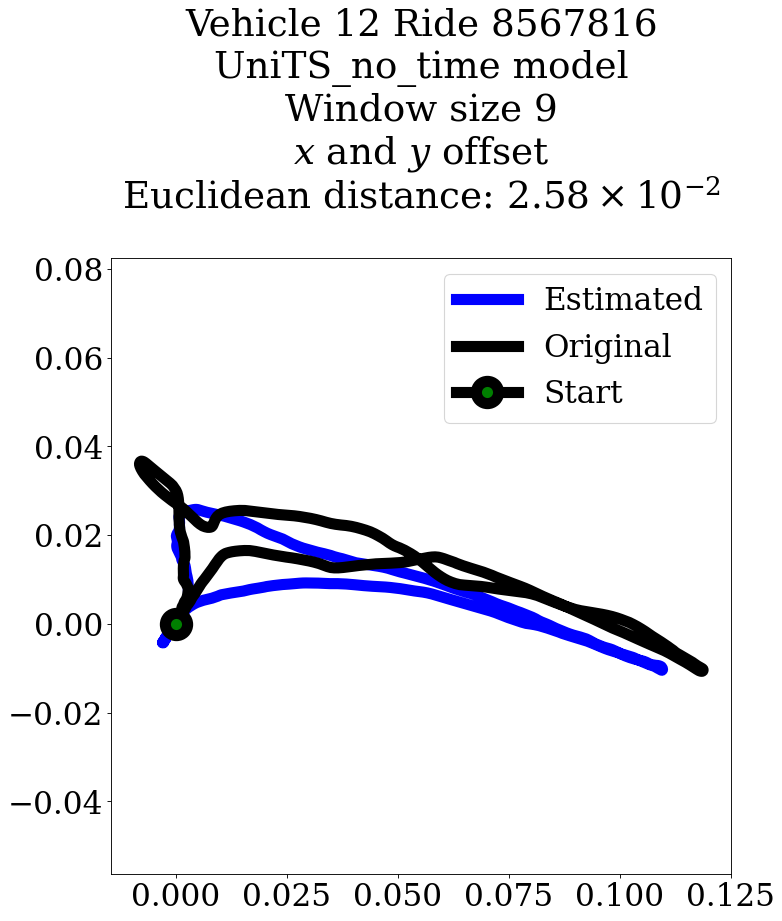 Vehicle 12 Ride 8567816
UniTS_no_time model
Window size 9
x and y offset
Euclidean distance: 2.58 × 10⁻²
Estimated
Original
Start
0.08
0.06
0.04
0.02
0.00
−0.02
−0.04
0.000 0.025 0.050 0.075 0.100 0.125